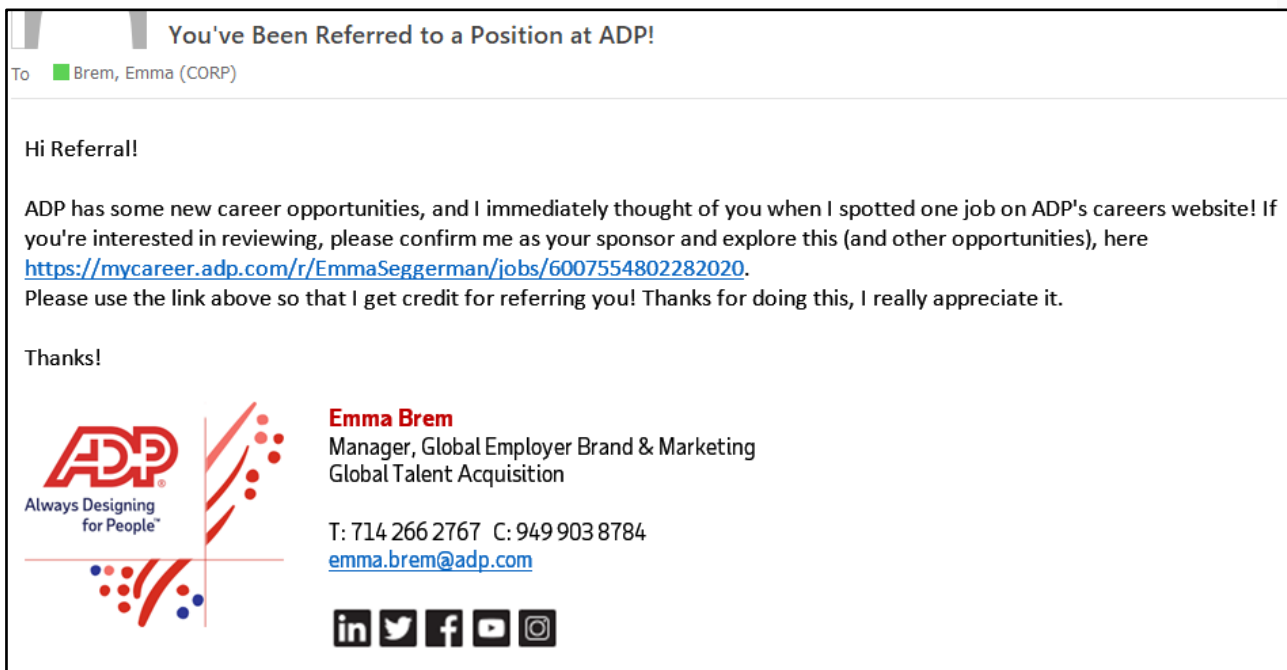 You've Been Referred to a Position at ADP!
To Brem, Emma (CORP)
Hi Referral!
ADP has some new career opportunities, and I immediately thought of you when I spotted one job on ADP's careers website! If
you're interested in reviewing, please confirm me as your sponsor and explore this (and other opportunities), here
https://mycareer.adp.com/r/EmmaSeggerman/jobs/6007554802282020.
Please use the link above so that I get credit for referring you! Thanks for doing this, I really appreciate it.
Thanks!
ADP®
Always Designing
for People™
Emma Brem
Manager, Global Employer Brand & Marketing
Global Talent Acquisition
T: 714 266 2767 C: 949 903 8784
emma.brem@adp.com